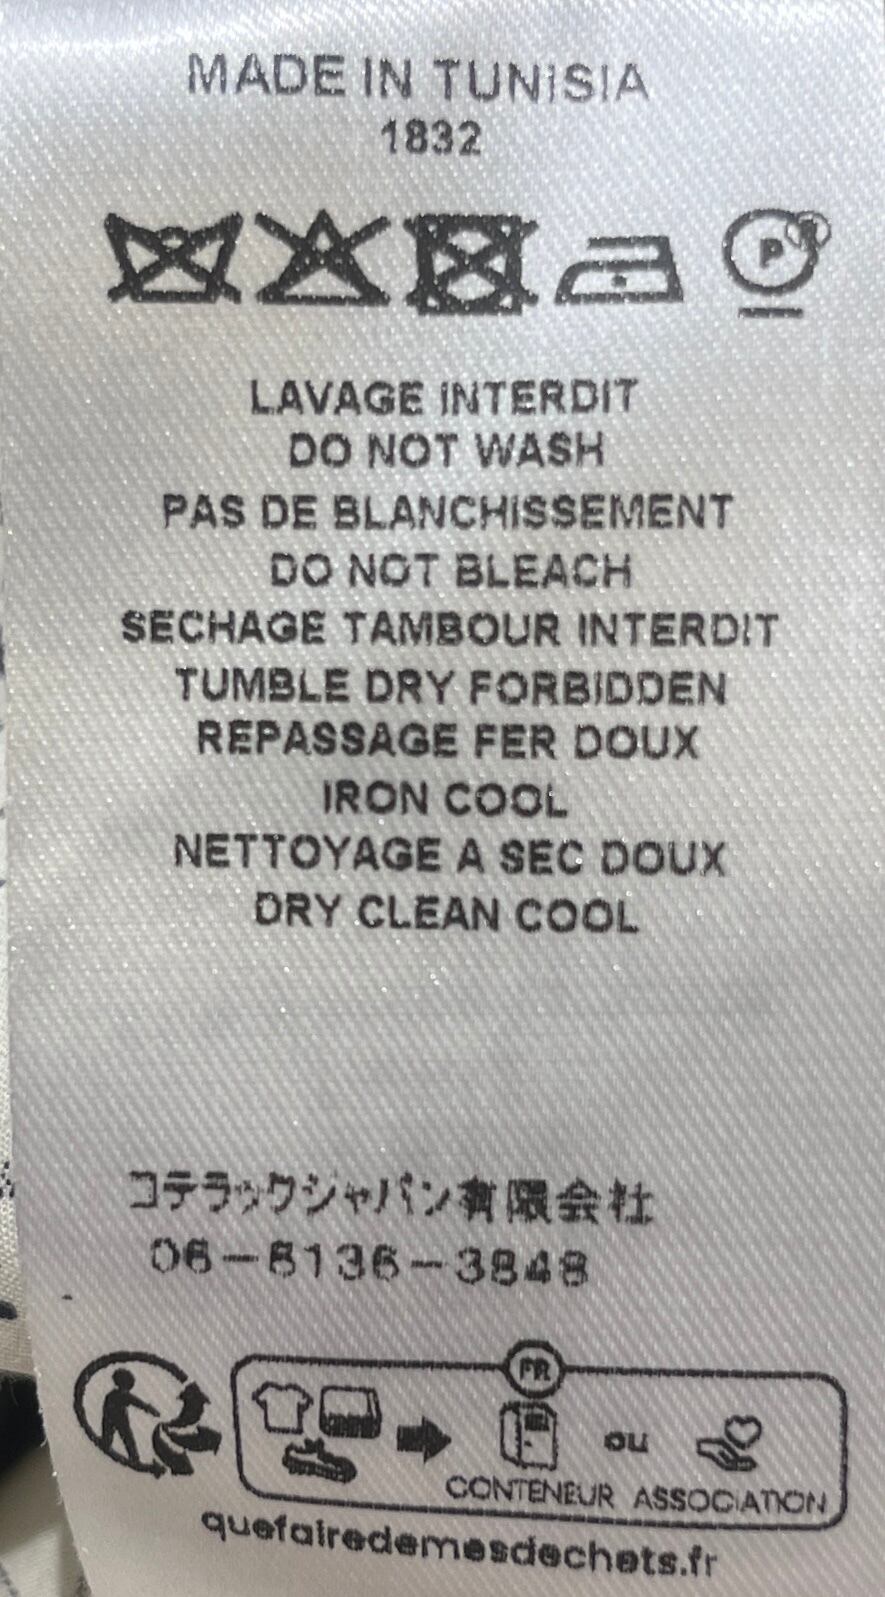 MADE IN TUNISIA
1832
P
LAVAGE INTERDIT
DO NOT WASH
PAS DE BLANCHISSEMENT
DO NOT BLEACH
SECHAGE TAMBOUR INTERDIT
TUMBLE DRY FORBIDDEN
REPASSAGE FER DOUX
IRON COOL
NETTOYAGE A SEC DOUX
DRY CLEAN COOL
コテラックジャパン有限会社
06-6136-3848
FR
ou
CONTENEUR ASSOCIATION
quefairedemesdechets.fr